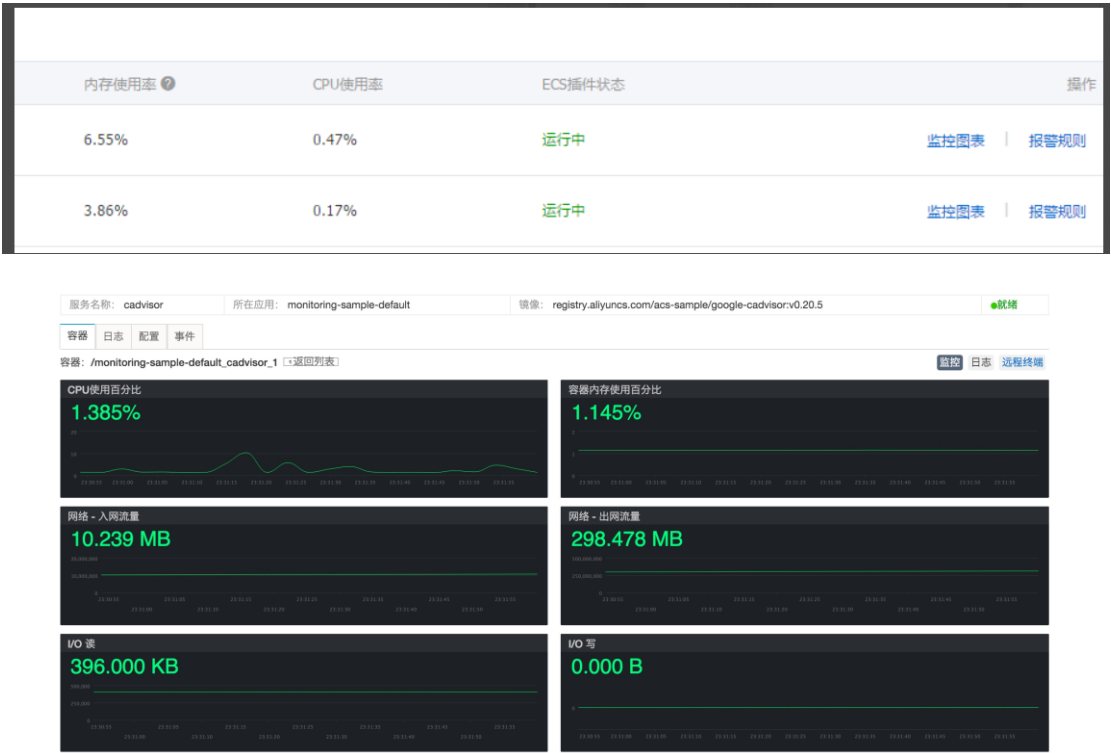 内存使用率 ? CPU使用率 ECS插件状态 操作
6.55% 0.47% 运行中 监控图表 | 报警规则
3.86% 0.17% 运行中 监控图表 | 报警规则
服务名称: cadvisor 所在应用: monitoring-sample-default 镜像: registry.aliyuncs.com/acs-sample/google-cadvisor:v0.20.5 ●就绪
容器 日志 配置 事件
容器: /monitoring-sample-default_cadvisor_1 返回列表 监控 日志 远程终端
CPU使用百分比 容器内存使用百分比
1.385% 1.145%
网络 - 入网流量 网络 - 出网流量
10.239 MB 298.478 MB
I/O 读 I/O 写
396.000 KB 0.000 B